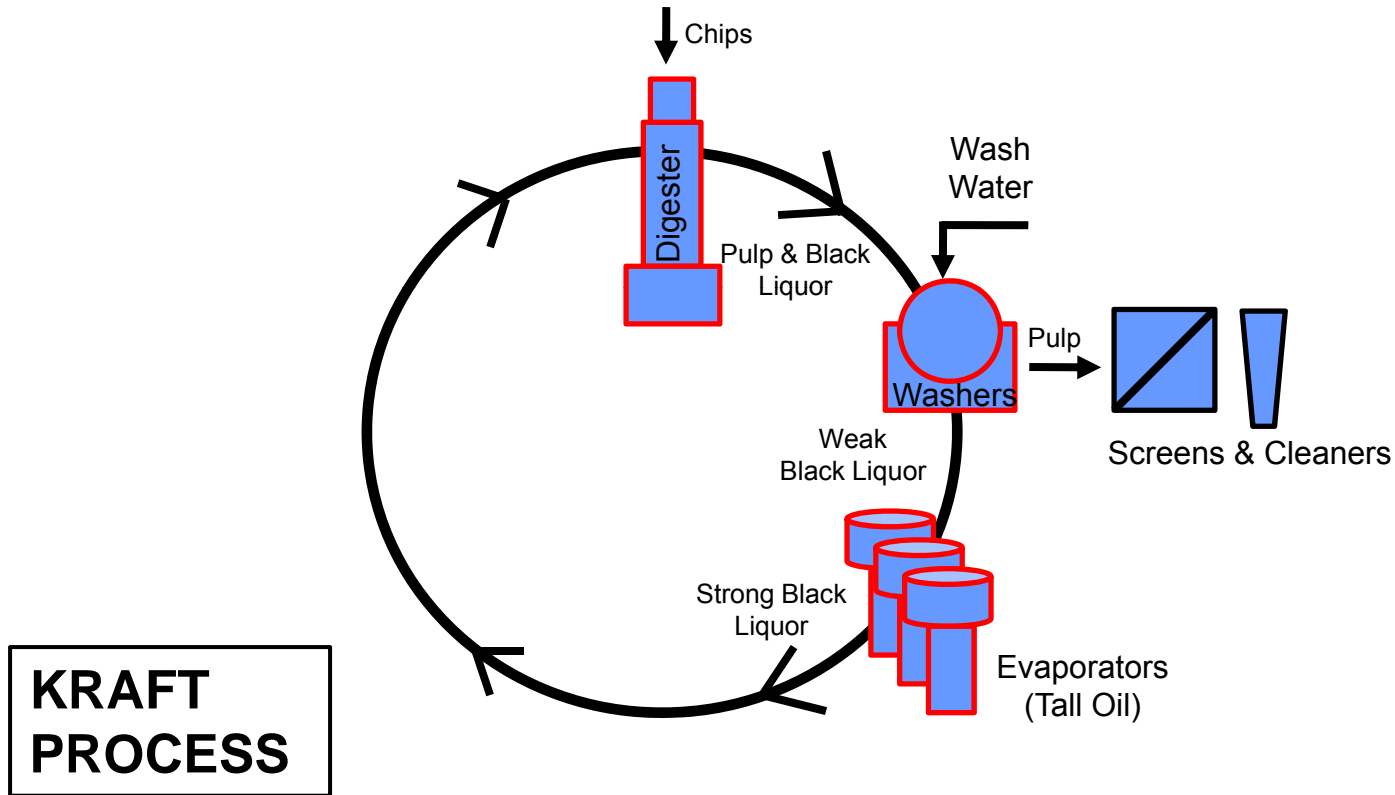 Chips
Digester
Wash
Water
Pulp & Black
Liquor
Pulp
Washers
Screens & Cleaners
Weak
Black Liquor
Strong Black
Liquor
Evaporators
(Tall Oil)
KRAFT
PROCESS